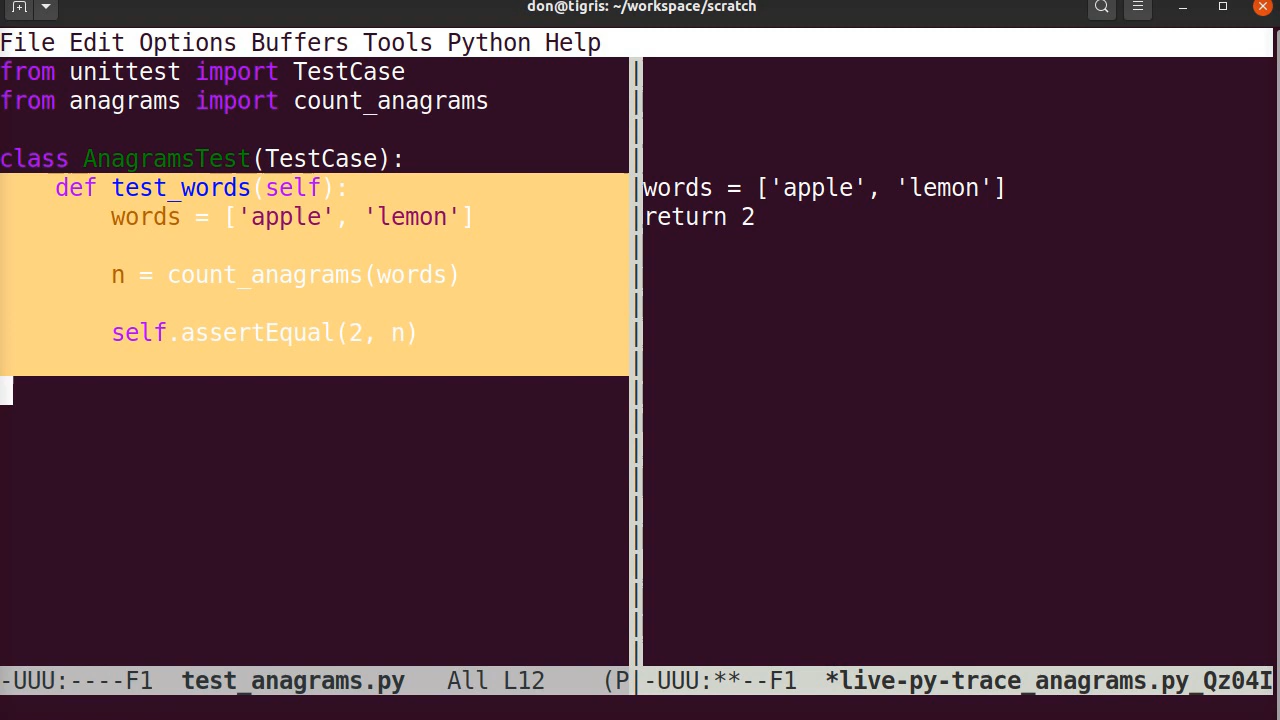 don@tigris: ~/workspace/scratch
File Edit Options Buffers Tools Python Help
from unittest import TestCase
from anagrams import count_anagrams
class AnagramsTest(TestCase):
    def test_words(self):
        words = ['apple', 'lemon']
        n = count_anagrams(words)
        self.assertEqual(2, n)
words = ['apple', 'lemon']
return 2
-UUU:----F1  test_anagrams.py   All L12    (P
-UUU:**--F1  *live-py-trace_anagrams.py_Qz04I